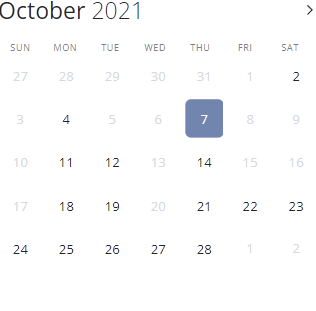 October 2021
SUN MON TUE WED THU FRI SAT
27 28 29 30 31 1 2
3 4 5 6 7 8 9
10 11 12 13 14 15 16
17 18 19 20 21 22 23
24 25 26 27 28 1 2